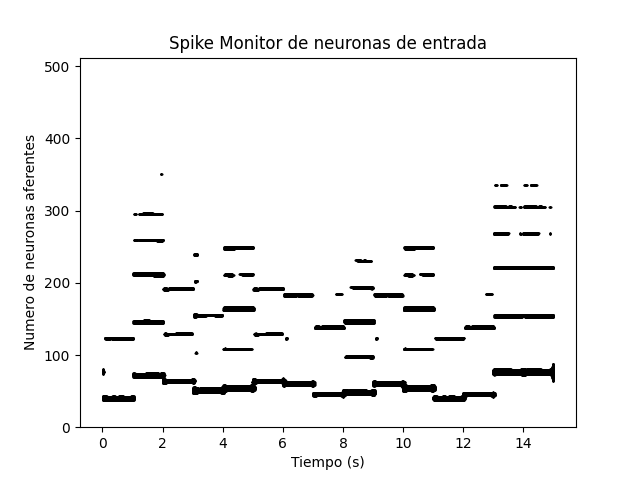 Spike Monitor de neuronas de entrada
500
400
300
200
100
0
Numero de neuronas aferentes
0 2 4 6 8 10 12 14
Tiempo (s)